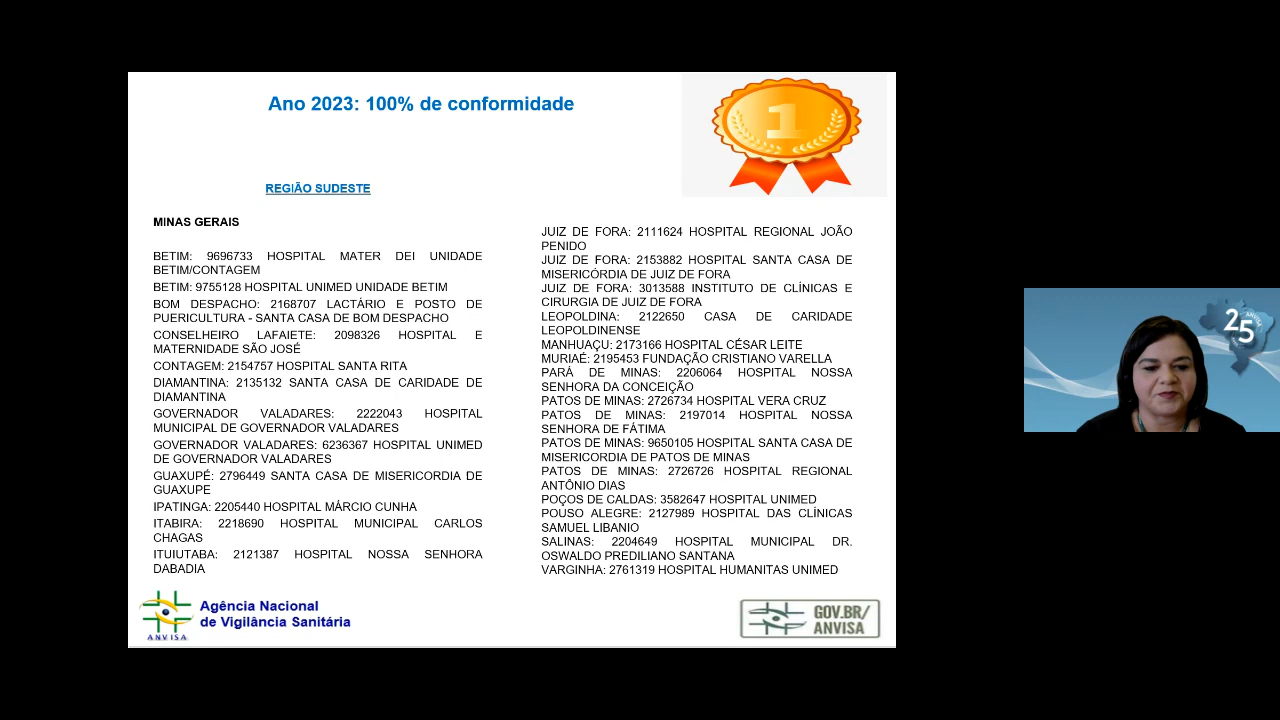 Ano 2023: 100% de conformidade
1
REGIÃO SUDESTE
MINAS GERAIS
BETIM: 9696733 HOSPITAL MATER DEI UNIDADE
BETIM/CONTAGEM
BETIM: 9755128 HOSPITAL UNIMED UNIDADE BETIM
BOM DESPACHO: 2168707 LACTÁRIO E POSTO DE
PUERICULTURA - SANTA CASA DE BOM DESPACHO
CONSELHEIRO LAFAIETE: 2098326 HOSPITAL E
MATERNIDADE SÃO JOSÉ
CONTAGEM: 2154757 HOSPITAL SANTA RITA
DIAMANTINA: 2135132 SANTA CASA DE CARIDADE DE
DIAMANTINA
GOVERNADOR VALADARES: 2222043 HOSPITAL
MUNICIPAL DE GOVERNADOR VALADARES
GOVERNADOR VALADARES: 6236367 HOSPITAL UNIMED
DE GOVERNADOR VALADARES
GUAXUPÉ: 2796449 SANTA CASA DE MISERICORDIA DE
GUAXUPE
IPATINGA: 2205440 HOSPITAL MÁRCIO CUNHA
ITABIRA: 2218690 HOSPITAL MUNICIPAL CARLOS
CHAGAS
ITUIUTABA: 2121387 HOSPITAL NOSSA SENHORA
DABADIA
JUIZ DE FORA: 2111624 HOSPITAL REGIONAL JOÃO
PENIDO
JUIZ DE FORA: 2153882 HOSPITAL SANTA CASA DE
MISERICÓRDIA DE JUIZ DE FORA
JUIZ DE FORA: 3013588 INSTITUTO DE CLÍNICAS E
CIRURGIA DE JUIZ DE FORA
LEOPOLDINA: 2122650 CASA DE CARIDADE
LEOPOLDINENSE
MANHUAÇU: 2173166 HOSPITAL CÉSAR LEITE
MURIAÉ: 2195453 FUNDAÇÃO CRISTIANO VARELLA
PARÁ DE MINAS: 2206064 HOSPITAL NOSSA
SENHORA DA CONCEIÇÃO
PATOS DE MINAS: 2726734 HOSPITAL VERA CRUZ
PATOS DE MINAS: 2197014 HOSPITAL NOSSA
SENHORA DE FÁTIMA
PATOS DE MINAS: 9650105 HOSPITAL SANTA CASA DE
MISERICORDIA DE PATOS DE MINAS
PATOS DE MINAS: 2726726 HOSPITAL REGIONAL
ANTÔNIO DIAS
POÇOS DE CALDAS: 3582647 HOSPITAL UNIMED
POUSO ALEGRE: 2127989 HOSPITAL DAS CLÍNICAS
SAMUEL LIBANIO
SALINAS: 2204649 HOSPITAL MUNICIPAL DR.
OSWALDO PREDILIANO SANTANA
VARGINHA: 2761319 HOSPITAL HUMANITAS UNIMED
ANVISA
Agência Nacional
de Vigilância Sanitária
GOV.BR/
ANVISA
ANVISA
25